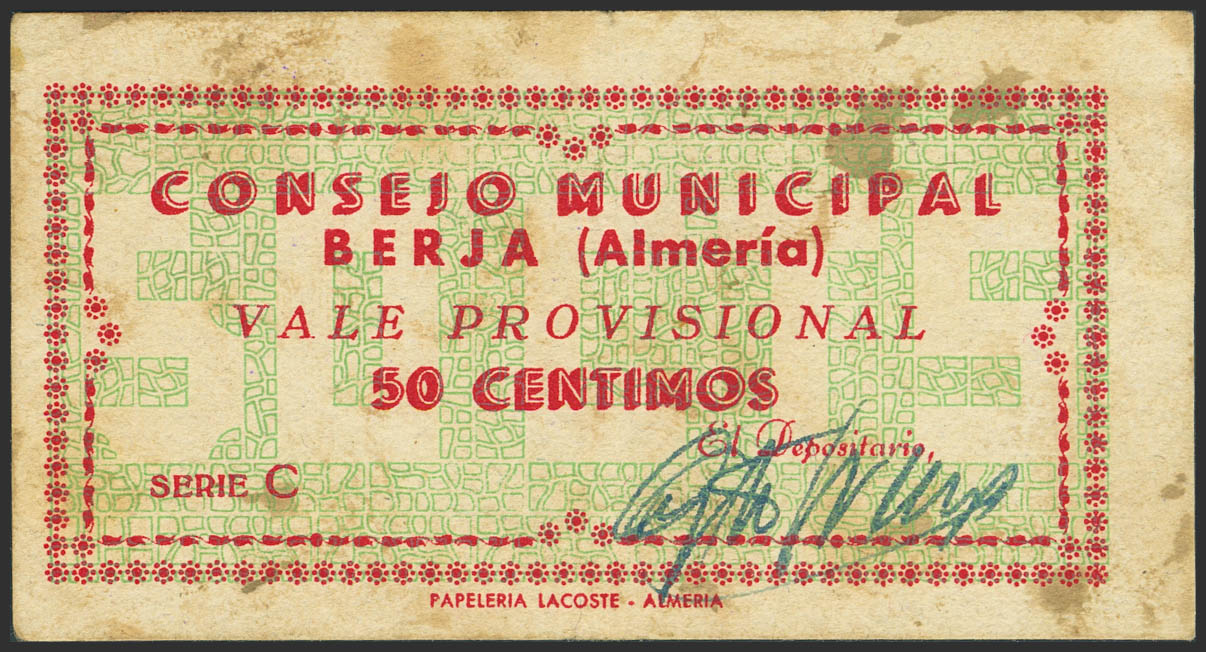 CONSEJO MUNICIPAL
BERJA (Almería)
VALE PROVISIONAL
50 CENTIMOS
El Depositario,
SERIE C
PAPELERIA LACOSTE - ALMERIA